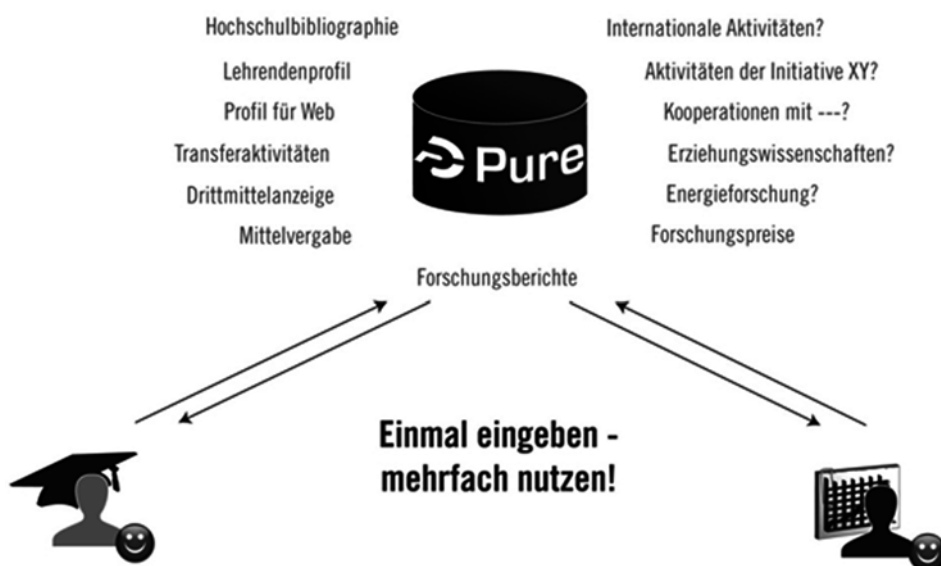 Hochschulbibliographie
Lehrendenprofil
Profil für Web
Transferaktivitäten
Drittmittelanzeige
Mittelvergabe
Pure
Internationale Aktivitäten?
Aktivitäten der Initiative XY?
Kooperationen mit ---?
Erziehungswissenschaften?
Energieforschung?
Forschungspreise
Forschungsberichte
Einmal eingeben -
mehrfach nutzen!